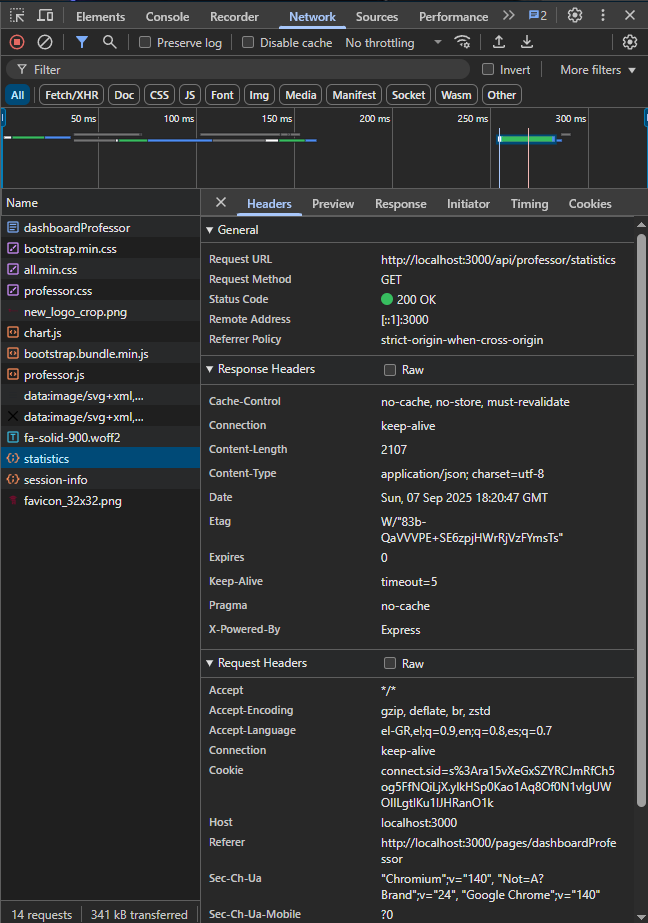 Elements Console Recorder Network Sources Performance 2
Preserve log Disable cache No throttling
Filter Invert More filters
All Fetch/XHR Doc CSS JS Font Img Media Manifest Socket Wasm Other
50 ms 100 ms 150 ms 200 ms 250 ms 300 ms
Name
dashboardProfessor
bootstrap.min.css
all.min.css
professor.css
new_logo_crop.png
chart.js
bootstrap.bundle.min.js
professor.js
data:image/svg+xml,...
data:image/svg+xml,...
fa-solid-900.woff2
statistics
session-info
favicon_32x32.png
14 requests 341 kB transferred
Headers Preview Response Initiator Timing Cookies
General
Request URL http://localhost:3000/api/professor/statistics
Request Method GET
Status Code 200 OK
Remote Address [::1]:3000
Referrer Policy strict-origin-when-cross-origin
Response Headers Raw
Cache-Control no-cache, no-store, must-revalidate
Connection keep-alive
Content-Length 2107
Content-Type application/json; charset=utf-8
Date Sun, 07 Sep 2025 18:20:47 GMT
Etag W/"83b-
QaVVVPE+SE6zpjHWrRjVzFYmsTs"
Expires 0
Keep-Alive timeout=5
Pragma no-cache
X-Powered-By Express
Request Headers Raw
Accept */*
Accept-Encoding gzip, deflate, br, zstd
Accept-Language el-GR,el;q=0.9,en;q=0.8,es;q=0.7
Connection keep-alive
Cookie connect.sid=s%3Ara15vXeGxSZYRCJmRfCh5
og5FfNQiLjX.ylkHSp0Kao1Aq8Of0N1vlgUW
OIlLgtlKu1IJHRanO1k
Host localhost:3000
Referer http://localhost:3000/pages/dashboardProfe
ssor
Sec-Ch-Ua "Chromium";v="140", "Not=A?
Brand";v="24", "Google Chrome";v="140"
Sec-Ch-Ua-Mobile ?0